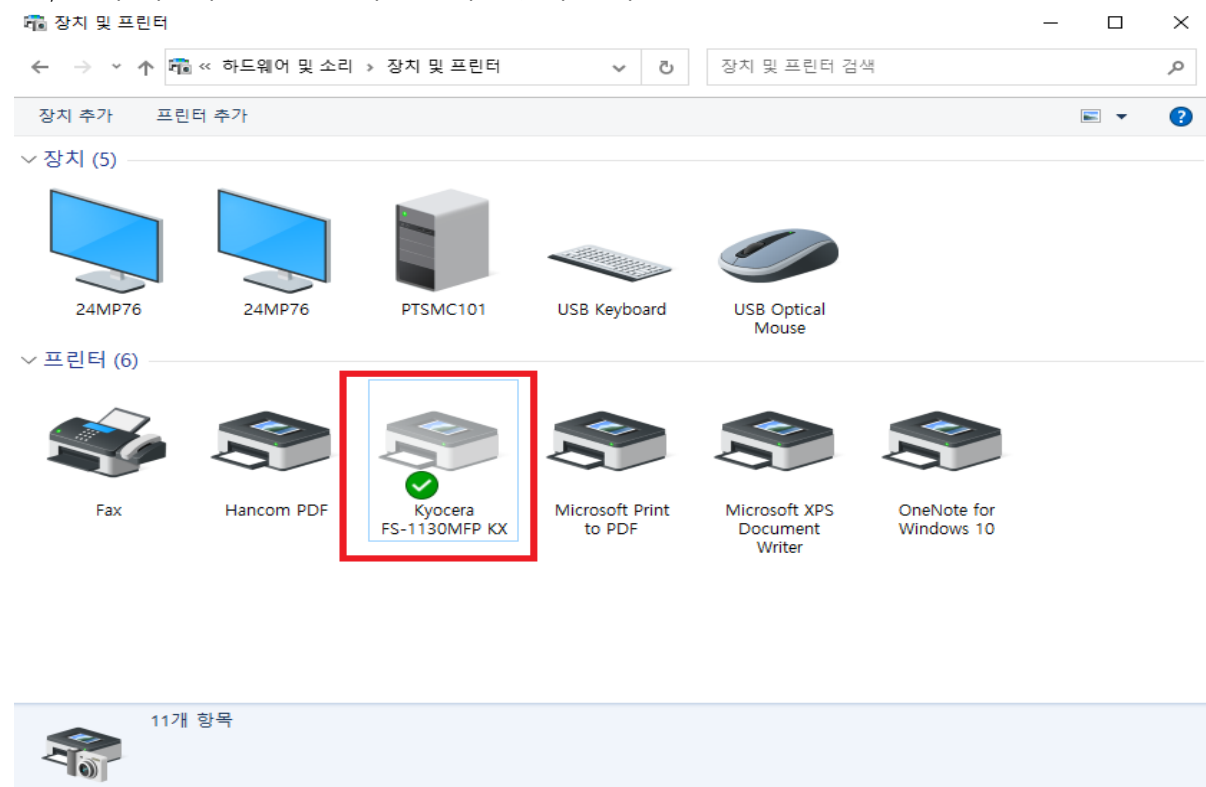 장치 및 프린터
« 하드웨어 및 소리 › 장치 및 프린터
장치 및 프린터 검색
장치 추가 프린터 추가
장치 (5)
24MP76
24MP76
PTSMC101
USB Keyboard
USB Optical
Mouse
프린터 (6)
Fax
Hancom PDF
Kyocera
FS-1130MFP KX
Microsoft Print
to PDF
Microsoft XPS
Document
Writer
OneNote for
Windows 10
11개 항목